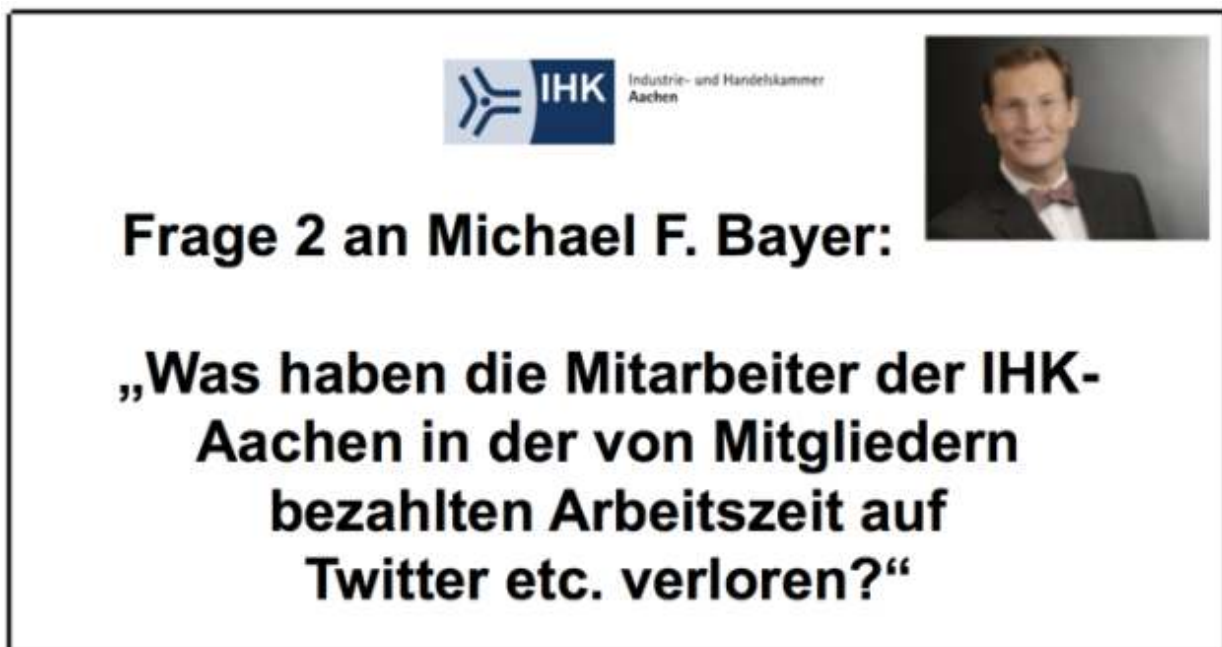 IHK
Industrie- und Handelskammer
Aachen
Frage 2 an Michael F. Bayer:
„Was haben die Mitarbeiter der IHK-
Aachen in der von Mitgliedern
bezahlten Arbeitszeit auf
Twitter etc. verloren?“